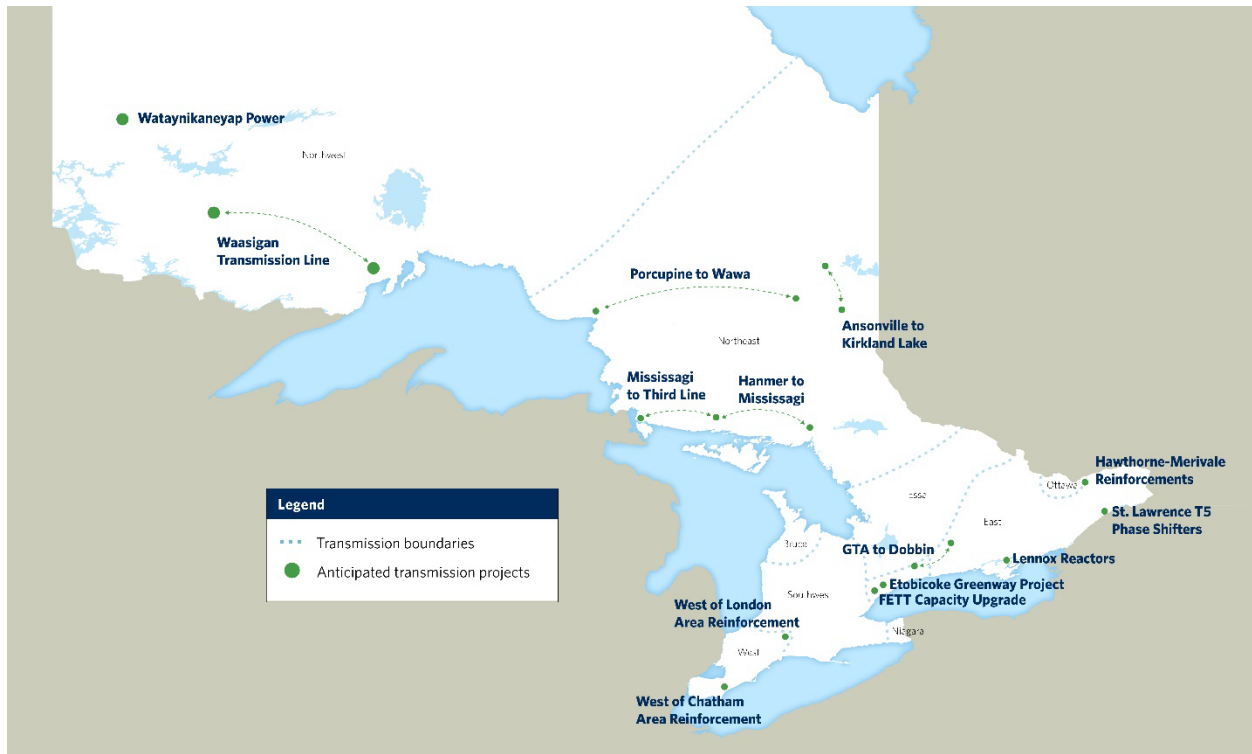 Wataynikaneyap Power
Northwest
Waasigan
Transmission Line
Porcupine to Wawa
Ansonville to
Kirkland Lake
Northeast
Mississagi
to Third Line
Hanmer to
Mississagi
Hawthorne-Merivale
Reinforcements
Ottawa
Essa
St. Lawrence T5
Phase Shifters
East
Legend
Transmission boundaries
Anticipated transmission projects
Bruce
GTA to Dobbin
Lennox Reactors
Etobicoke Greenway Project
FETT Capacity Upgrade
Southwes
West of London
Area Reinforcement
Niagara
West
West of Chatham
Area Reinforcement